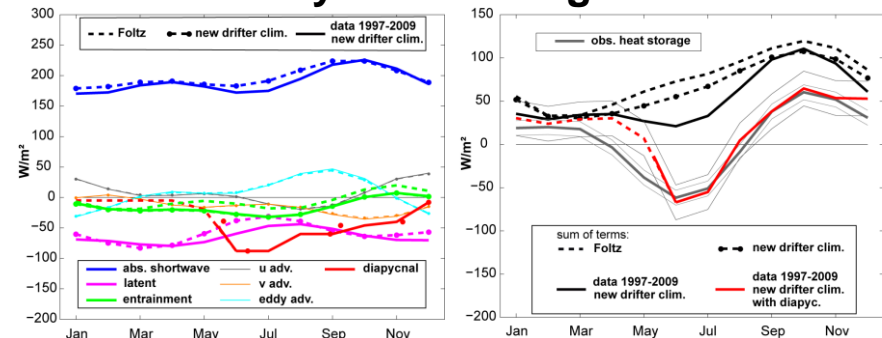 300
250
200
150
100
50
0
−50
−100
−150
−200
W/m²
Foltz
new drifter clim.
data 1997-2009
new drifter clim.
abs. shortwave
latent
entrainment
u adv.
v adv.
eddy adv.
diapycnal
Jan Mar May Jul Sep Nov
150
100
50
0
−50
−100
−150
−200
W/m²
obs. heat storage
sum of terms:
Foltz
new drifter clim.
data 1997-2009
new drifter clim.
data 1997-2009
new drifter clim.
with diapyc.
Jan Mar May Jul Sep Nov